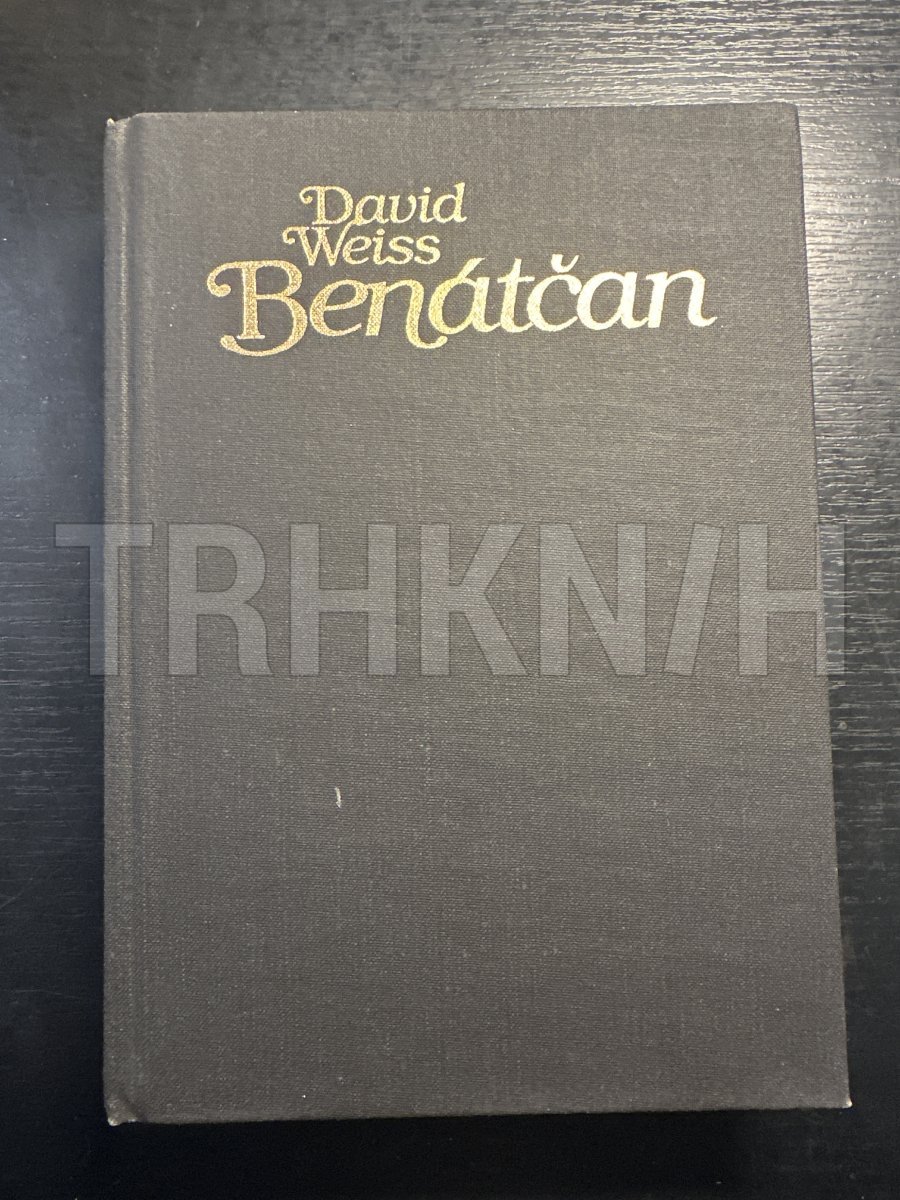 David
Weiss
Benátčan
TRHKNIH